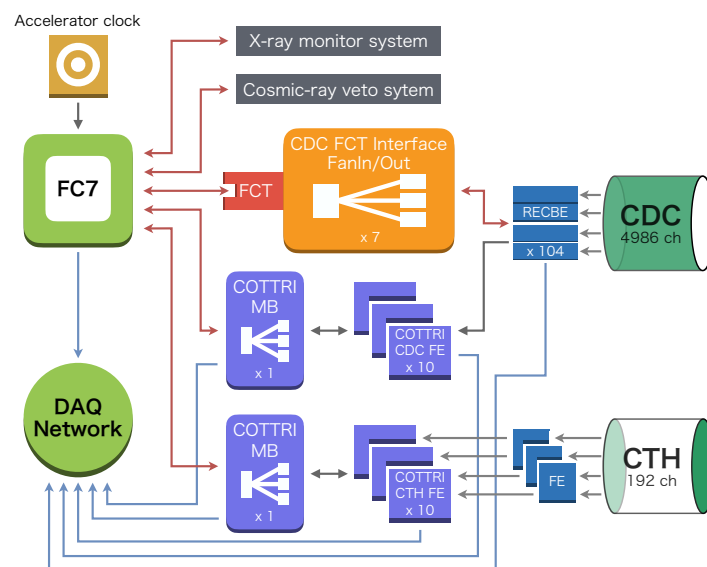 Accelerator clock
X-ray monitor system
Cosmic-ray veto sytem
FC7
FCT
CDC FCT Interface
FanIn/Out
x 7
RECBE
x 104
CDC
4986 ch
COTTRI
MB
x 1
COTTRI
CDC FE
x 10
DAQ
Network
COTTRI
MB
x 1
COTTRI
CTH FE
x 10
FE
CTH
192 ch